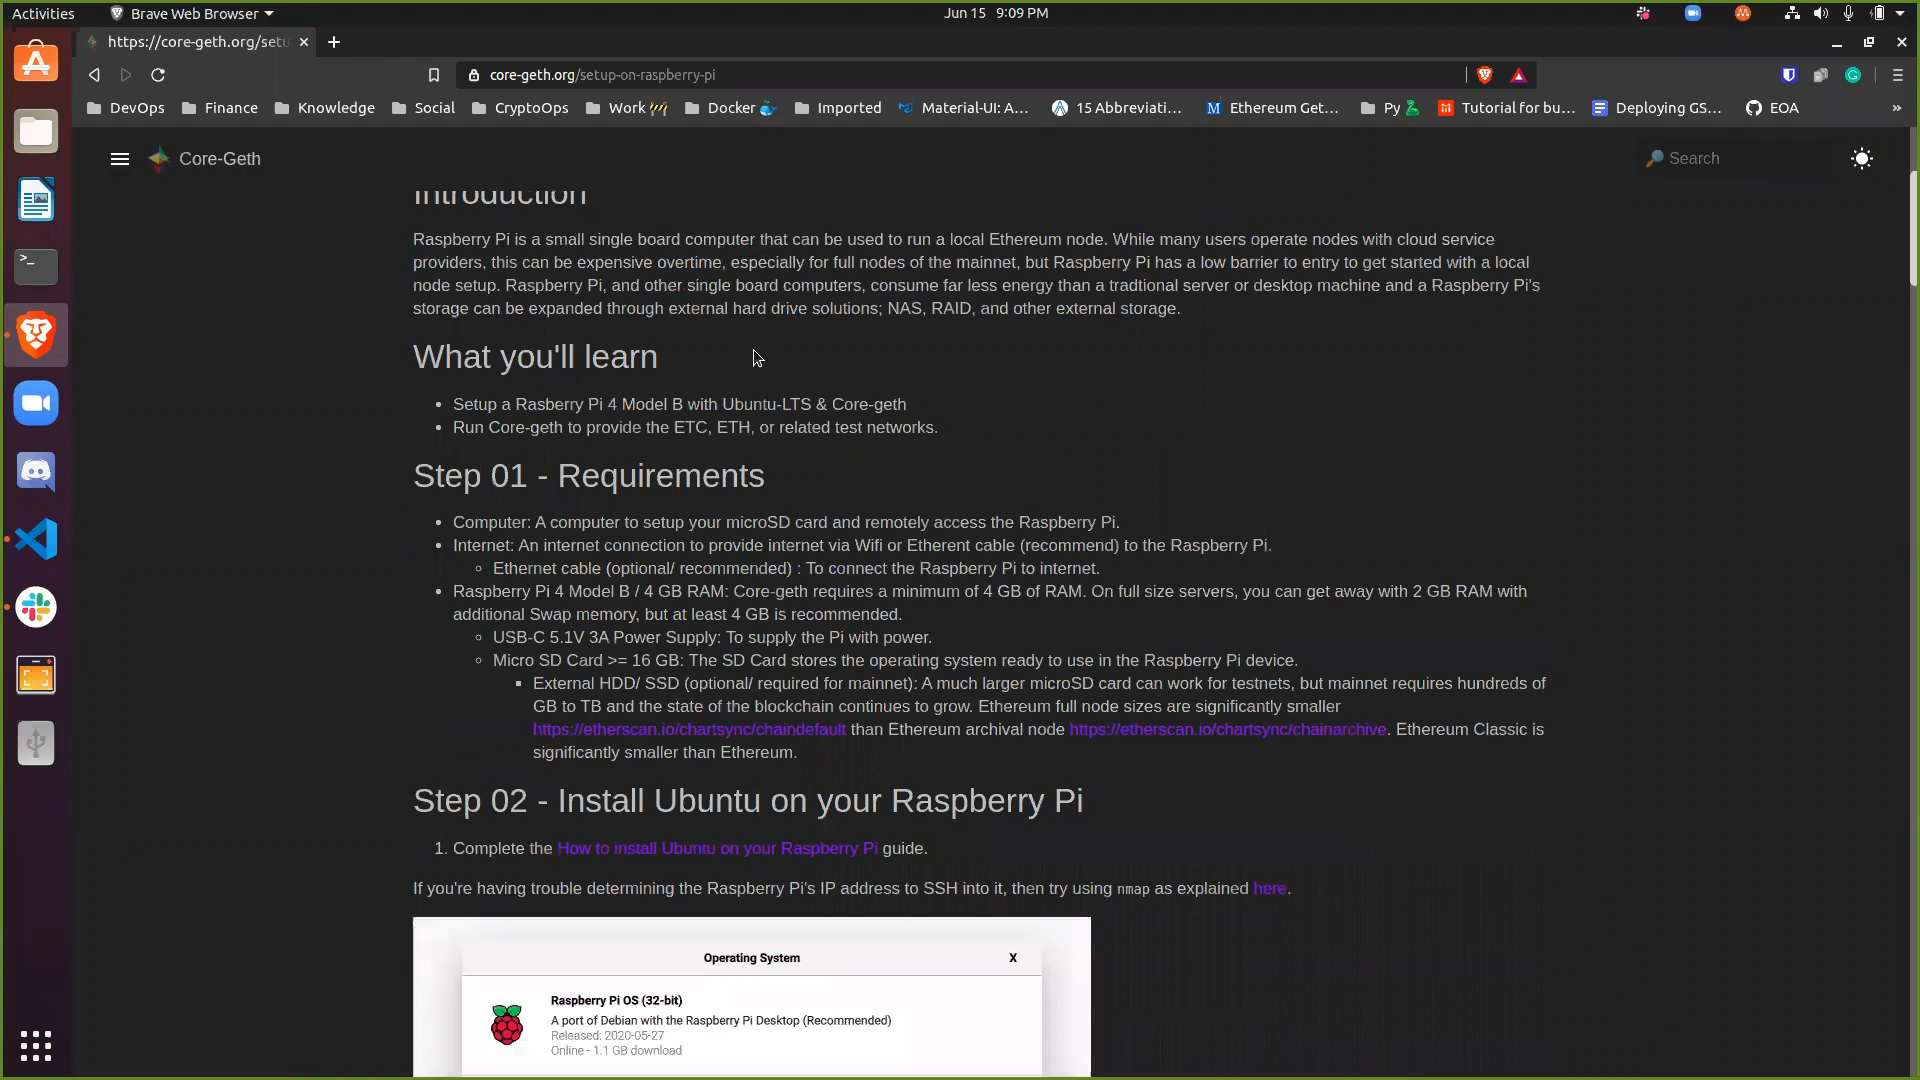 Activities
Brave Web Browser
Jun 15 9:09 PM
https://core-geth.org/setu
core-geth.org/setup-on-raspberry-pi
DevOps
Finance
Knowledge
Social
CryptoOps
Work
Docker
Imported
Material-UI: A...
15 Abbreviati...
Ethereum Get...
Py
Tutorial for bu...
Deploying GS...
EOA
»
Core-Geth
Search
Introduction
Raspberry Pi is a small single board computer that can be used to run a local Ethereum node. While many users operate nodes with cloud service
providers, this can be expensive overtime, especially for full nodes of the mainnet, but Raspberry Pi has a low barrier to entry to get started with a local
node setup. Raspberry Pi, and other single board computers, consume far less energy than a tradtional server or desktop machine and a Raspberry Pi's
storage can be expanded through external hard drive solutions; NAS, RAID, and other external storage.
What you'll learn
• Setup a Rasberry Pi 4 Model B with Ubuntu-LTS & Core-geth
• Run Core-geth to provide the ETC, ETH, or related test networks.
Step 01 - Requirements
• Computer: A computer to setup your microSD card and remotely access the Raspberry Pi.
• Internet: An internet connection to provide internet via Wifi or Etherent cable (recommend) to the Raspberry Pi.
◦ Ethernet cable (optional/ recommended) : To connect the Raspberry Pi to internet.
• Raspberry Pi 4 Model B / 4 GB RAM: Core-geth requires a minimum of 4 GB of RAM. On full size servers, you can get away with 2 GB RAM with
additional Swap memory, but at least 4 GB is recommended.
◦ USB-C 5.1V 3A Power Supply: To supply the Pi with power.
◦ Micro SD Card >= 16 GB: The SD Card stores the operating system ready to use in the Raspberry Pi device.
▪ External HDD/ SSD (optional/ required for mainnet): A much larger microSD card can work for testnets, but mainnet requires hundreds of
GB to TB and the state of the blockchain continues to grow. Ethereum full node sizes are significantly smaller
https://etherscan.io/chartsync/chaindefault than Ethereum archival node https://etherscan.io/chartsync/chainarchive. Ethereum Classic is
significantly smaller than Ethereum.
Step 02 - Install Ubuntu on your Raspberry Pi
1. Complete the How to install Ubuntu on your Raspberry Pi guide.
If you're having trouble determining the Raspberry Pi's IP address to SSH into it, then try using nmap as explained here.
Operating System
X
Raspberry Pi OS (32-bit)
A port of Debian with the Raspberry Pi Desktop (Recommended)
Released: 2020-05-27
Online - 1.1 GB download